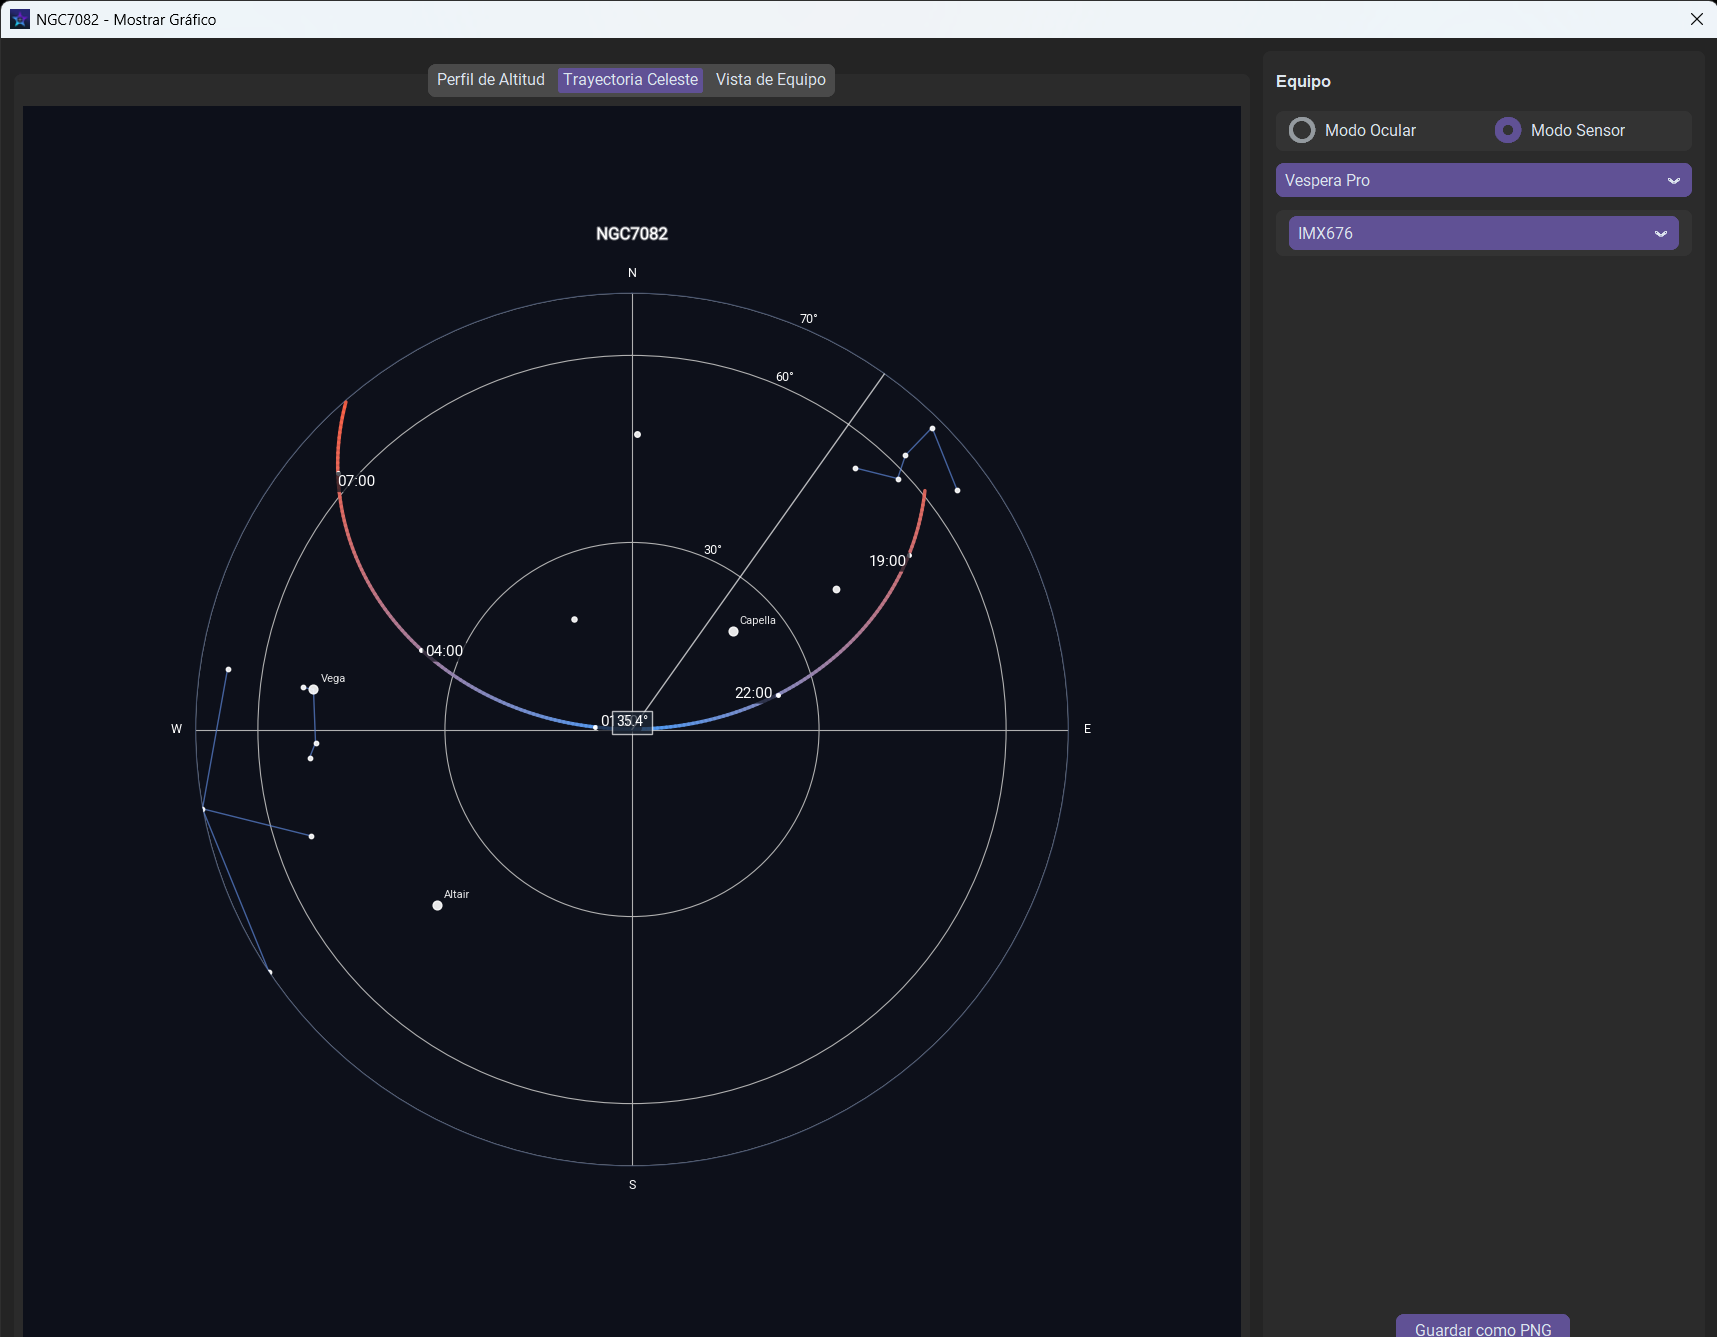 NGC7082 - Mostrar Gráfico
Perfil de Altitud
Trayectoria Celeste
Vista de Equipo
Equipo
Modo Ocular
Modo Sensor
Vespera Pro
IMX676
NGC7082
N
70°
60°
07:00
30°
19:00
Capella
04:00
Vega
22:00
35.4°
W
E
Altair
S
Guardar como PNG